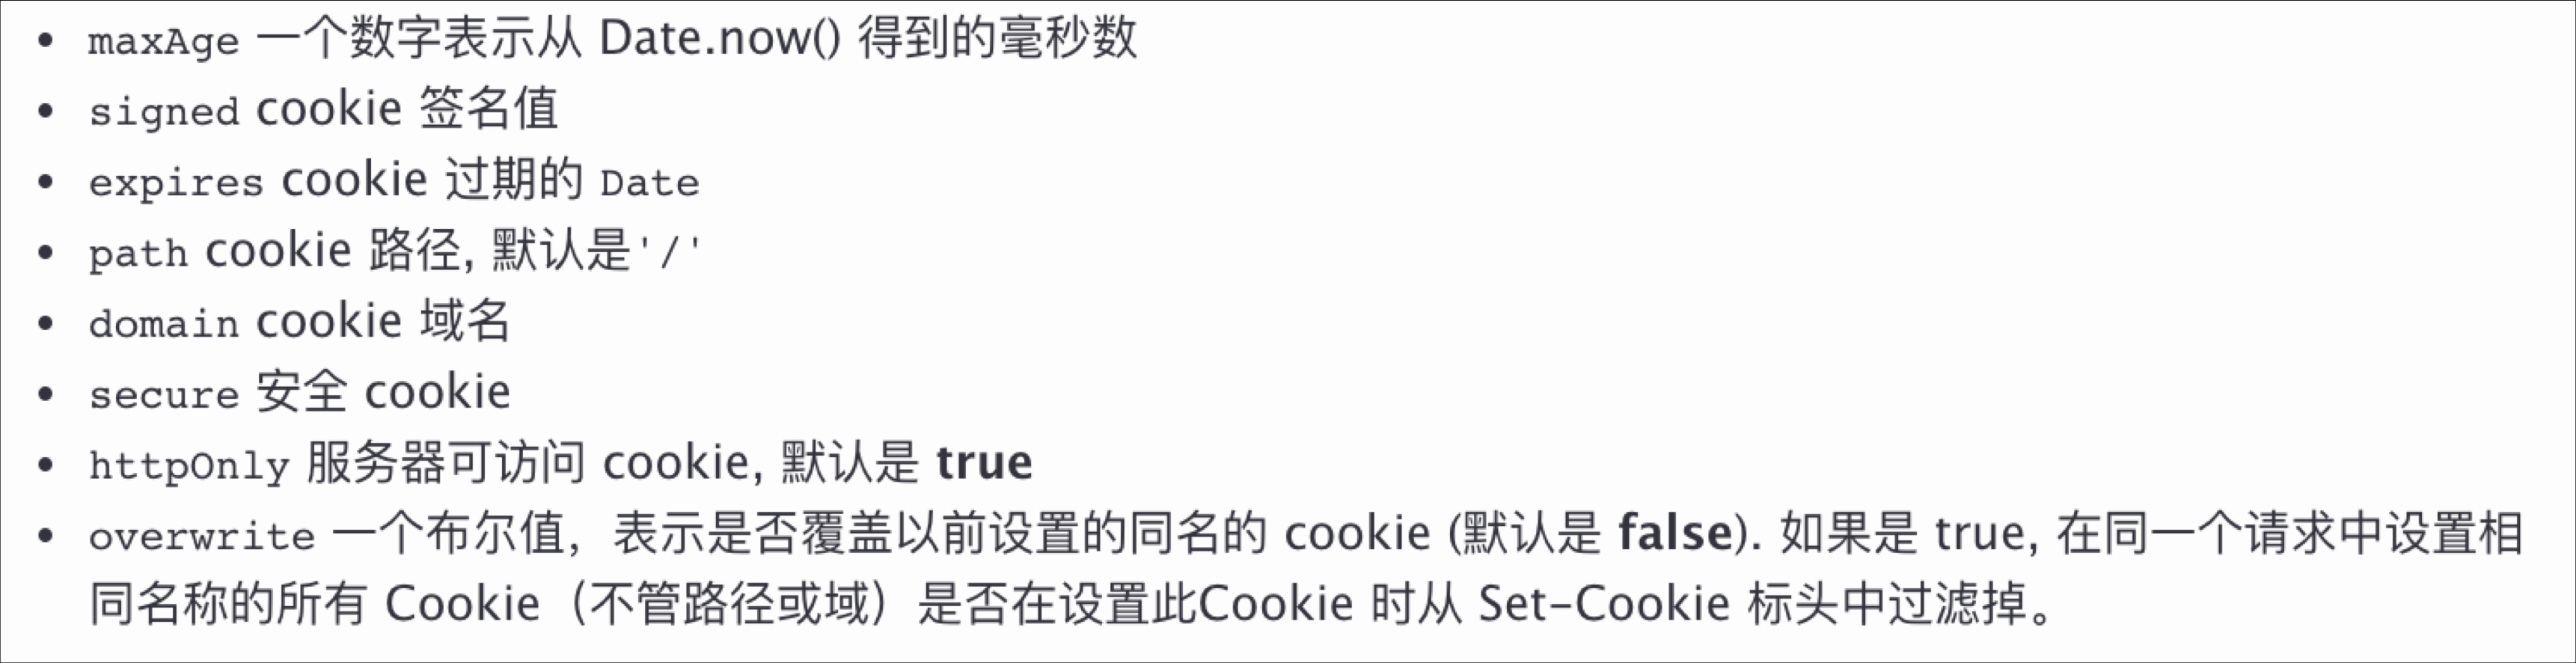 • maxAge 一个数字表示从 Date.now() 得到的毫秒数
• signed cookie 签名值
• expires cookie 过期的 Date
• path cookie 路径, 默认是'/'
• domain cookie 域名
• secure 安全 cookie
• httpOnly 服务器可访问 cookie, 默认是 true
• overwrite 一个布尔值，表示是否覆盖以前设置的同名的 cookie (默认是 false). 如果是 true, 在同一个请求中设置相
同名称的所有 Cookie（不管路径或域）是否在设置此Cookie 时从 Set-Cookie 标头中过滤掉。